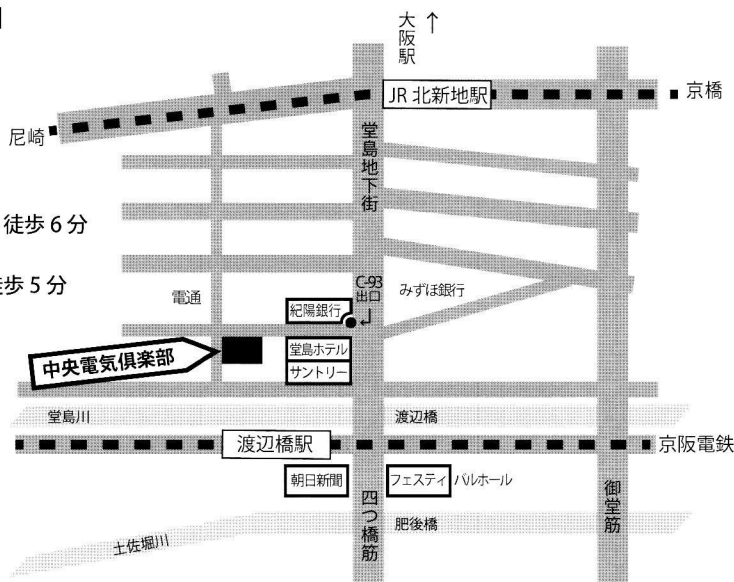 大阪駅
↑
JR 北新地駅
京橋
尼崎
堂島地下街
徒歩 6 分
徒歩 5 分
C-93
出口
電通
みずほ銀行
紀陽銀行
堂島ホテル
サントリー
中央電気倶楽部
堂島川
渡辺橋
渡辺橋駅
京阪電鉄
朝日新聞
フェスティバルホール
四つ橋筋
御堂筋
肥後橋
土佐堀川